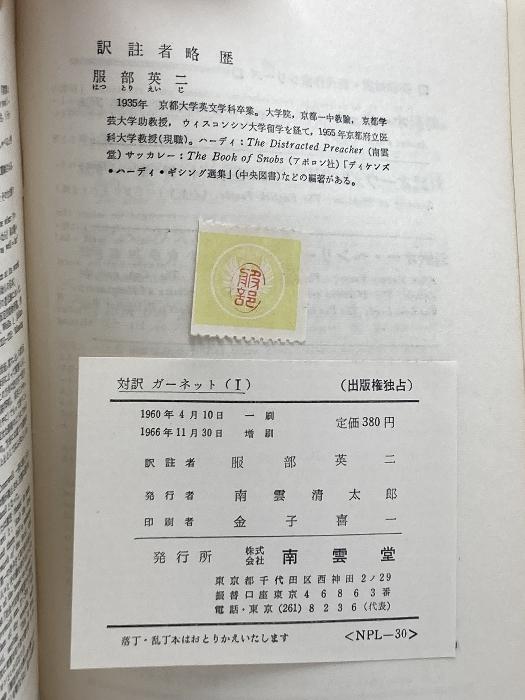 訳註者略歴
服部英二
はつとりえいじ
1935年 京都大学英文学科卒業。大学院，京都一中教諭，京都学
芸大学助教授，ウィスコンシン大学留学を経て，1955年京都府立医
科大学教授(現職)。ハーディ：The Distracted Preacher (南雲
堂) サッカレー：The Book of Snobs (アポロン社)「ディケンズ
・ハーディ・ギシング選集」(中央図書)などの編著がある。
服部
対訳 ガーネット (I) (出版権独占)
1960年4月10日 一刷
1966年11月30日 増刷
定価380円
訳註者 服部英二
発行者 南雲清太郎
印刷者 金子喜一
発行所 株式会社 南雲堂
東京都千代田区西神田2ノ29
振替口座東京46863番
電話・東京(261)8236(代表)
落丁・乱丁本はおとりかえいたします <NPL—30>